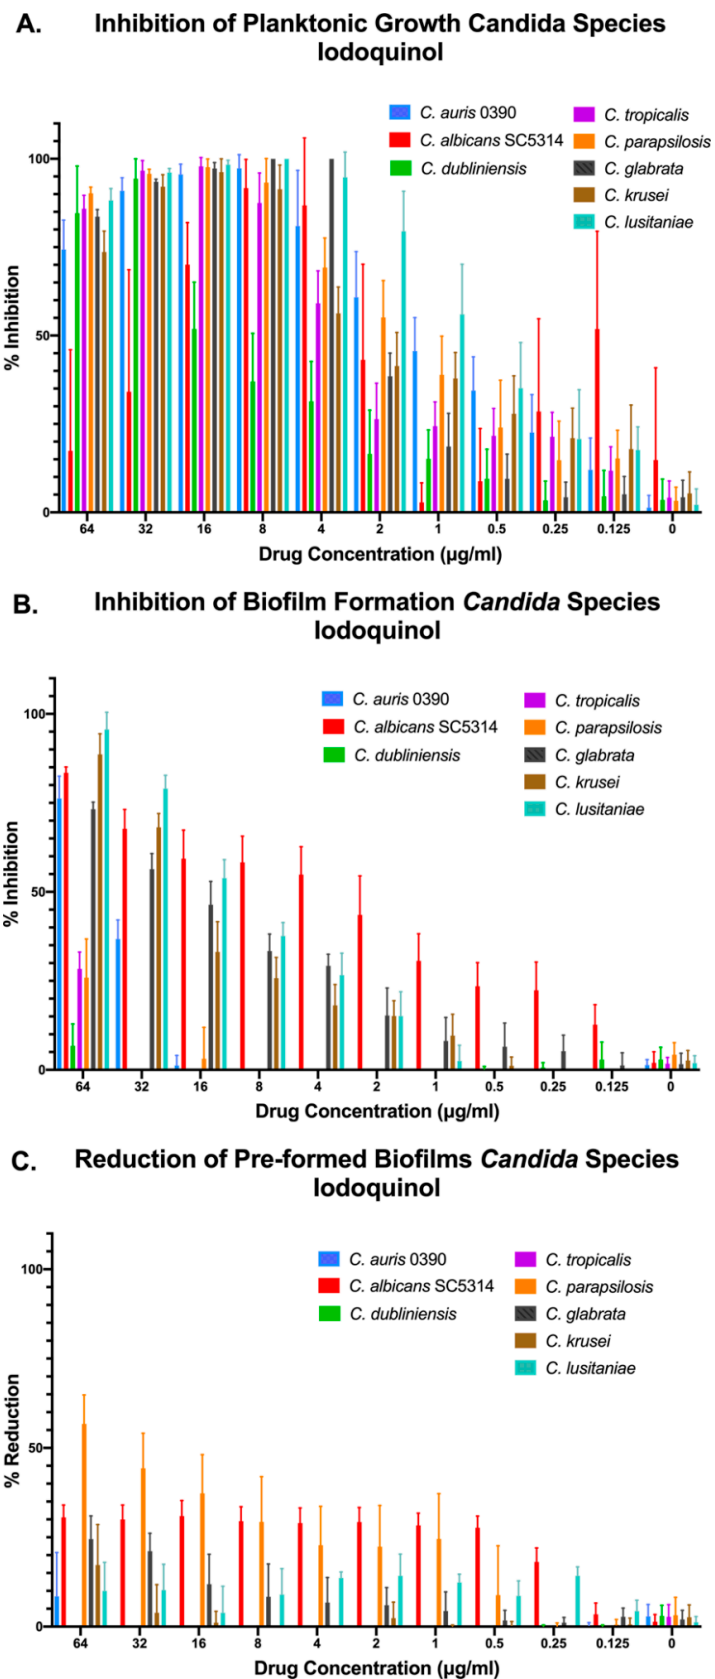 A. Inhibition of Planktonic Growth Candida Species
Iodoquinol
C. auris 0390
C. albicans SC5314
C. dubliniensis
C. tropicalis
C. parapsilosis
C. glabrata
C. krusei
C. lusitaniae
% Inhibition
100
50
0
64 32 16 8 4 2 1 0.5 0.25 0.125 0
Drug Concentration (µg/ml)
B. Inhibition of Biofilm Formation Candida Species
Iodoquinol
C. auris 0390
C. albicans SC5314
C. dubliniensis
C. tropicalis
C. parapsilosis
C. glabrata
C. krusei
C. lusitaniae
% Inhibition
100
50
0
64 32 16 8 4 2 1 0.5 0.25 0.125 0
Drug Concentration (µg/ml)
C. Reduction of Pre-formed Biofilms Candida Species
Iodoquinol
C. auris 0390
C. albicans SC5314
C. dubliniensis
C. tropicalis
C. parapsilosis
C. glabrata
C. krusei
C. lusitaniae
% Reduction
100
50
0
64 32 16 8 4 2 1 0.5 0.25 0.125 0
Drug Concentration (µg/ml)